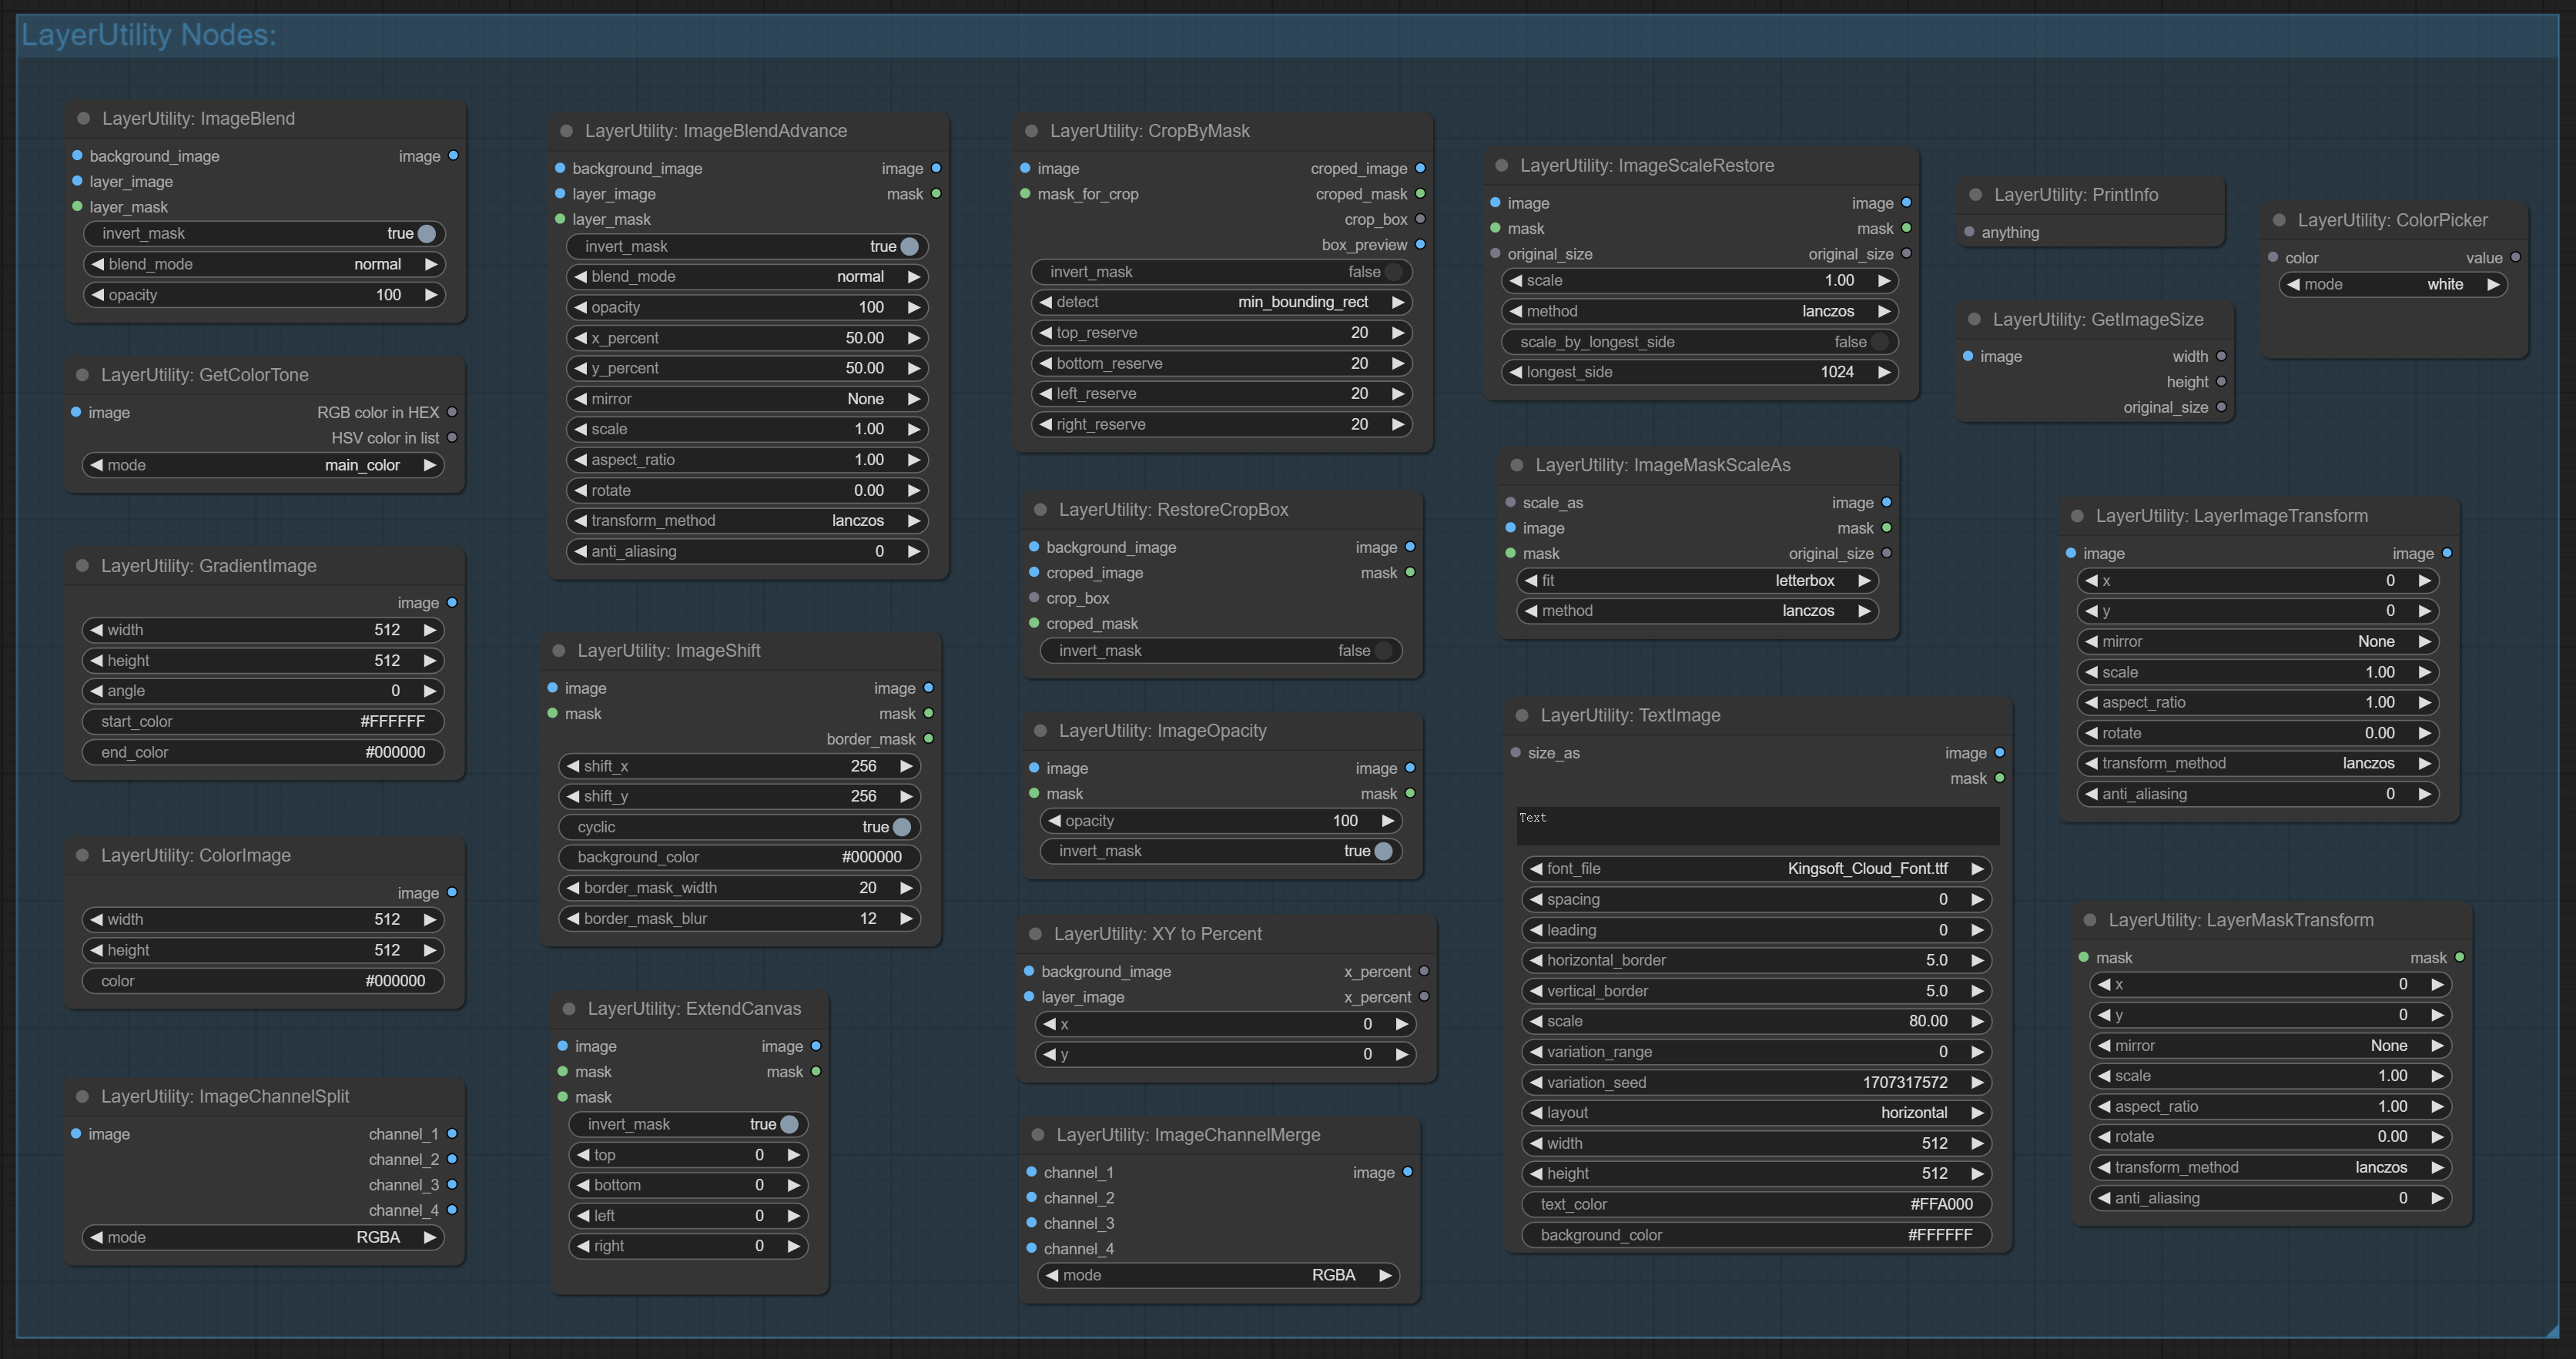 LayerUtility Nodes:
LayerUtility: ImageBlend
background_image image
layer_image
layer_mask
invert_mask true
blend_mode normal
opacity 100
LayerUtility: GetColorTone
image RGB color in HEX
HSV color in list
mode main_color
LayerUtility: GradientImage
image
width 512
height 512
angle 0
start_color #FFFFFF
end_color #000000
LayerUtility: ColorImage
image
width 512
height 512
color #000000
LayerUtility: ImageChannelSplit
image channel_1
channel_2
channel_3
channel_4
mode RGBA
LayerUtility: ImageBlendAdvance
background_image image
layer_image mask
layer_mask
invert_mask true
blend_mode normal
opacity 100
x_percent 50.00
y_percent 50.00
mirror None
scale 1.00
aspect_ratio 1.00
rotate 0.00
transform_method lanczos
anti_aliasing 0
LayerUtility: ImageShift
image image
mask mask
border_mask
shift_x 256
shift_y 256
cyclic true
background_color #000000
border_mask_width 20
border_mask_blur 12
LayerUtility: ExtendCanvas
image image
mask mask
mask
invert_mask true
top 0
bottom 0
left 0
right 0
LayerUtility: CropByMask
image croped_image
mask_for_crop croped_mask
crop_box
box_preview
invert_mask false
detect min_bounding_rect
top_reserve 20
bottom_reserve 20
left_reserve 20
right_reserve 20
LayerUtility: RestoreCropBox
background_image image
croped_image mask
crop_box
croped_mask
invert_mask false
LayerUtility: ImageOpacity
image image
mask mask
opacity 100
invert_mask true
LayerUtility: XY to Percent
background_image x_percent
layer_image x_percent
x 0
y 0
LayerUtility: ImageChannelMerge
channel_1 image
channel_2
channel_3
channel_4
mode RGBA
LayerUtility: ImageScaleRestore
image image
mask mask
original_size original_size
scale 1.00
method lanczos
scale_by_longest_side false
longest_side 1024
LayerUtility: ImageMaskScaleAs
scale_as image
image mask
mask original_size
fit letterbox
method lanczos
LayerUtility: TextImage
size_as image
mask
Text
font_file Kingsoft_Cloud_Font.ttf
spacing 0
leading 0
horizontal_border 5.0
vertical_border 5.0
scale 80.00
variation_range 0
variation_seed 1707317572
layout horizontal
width 512
height 512
text_color #FFA000
background_color #FFFFFF
LayerUtility: PrintInfo
anything
LayerUtility: GetImageSize
image width
height
original_size
LayerUtility: ColorPicker
color value
mode white
LayerUtility: LayerImageTransform
image image
x 0
y 0
mirror None
scale 1.00
aspect_ratio 1.00
rotate 0.00
transform_method lanczos
anti_aliasing 0
LayerUtility: LayerMaskTransform
mask mask
x 0
y 0
mirror None
scale 1.00
aspect_ratio 1.00
rotate 0.00
transform_method lanczos
anti_aliasing 0